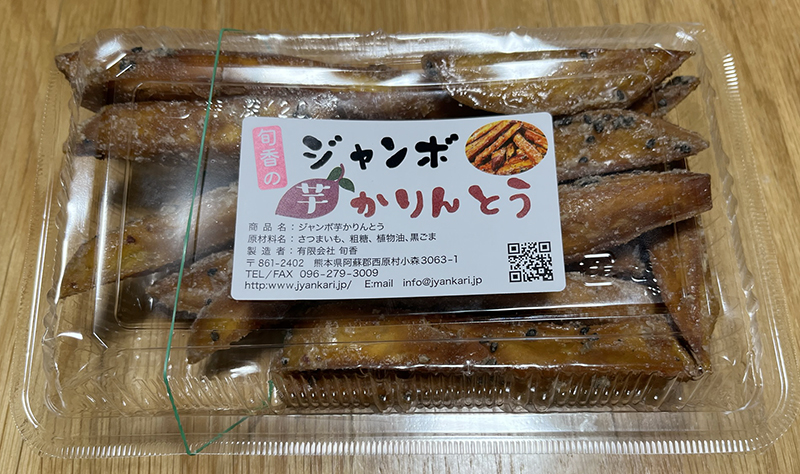 旬香の
ジャンボ
芋かりんとう
商 品 名：ジャンボ芋かりんとう
原材料名：さつまいも、粗糖、植物油、黒ごま
製 造 者：有限会社 旬香
〒861-2402　熊本県阿蘇郡西原村小森3063-1
TEL/FAX 096-279-3009
http:www.jyankari.jp/　E:mail　info@jyankari.jp